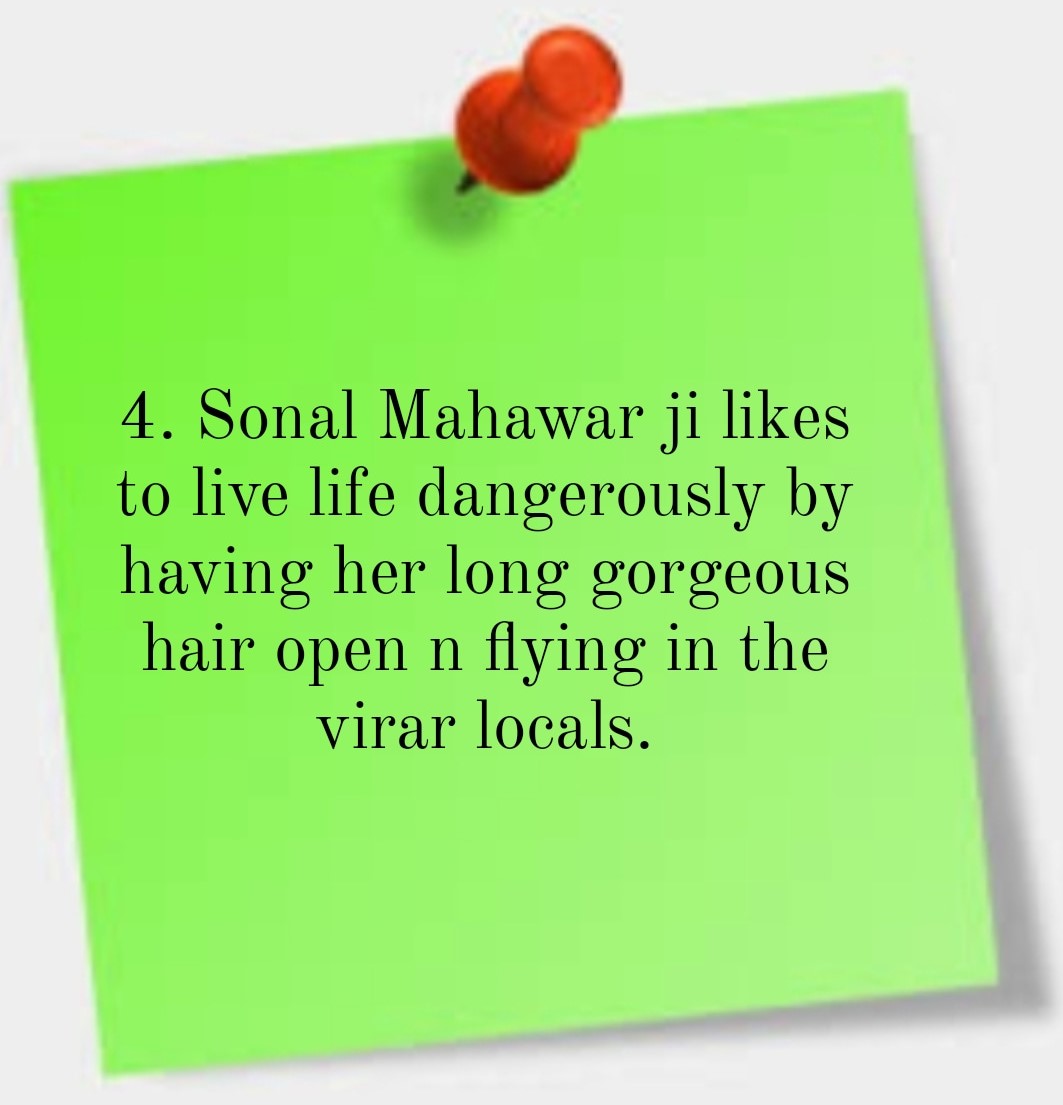 4. Sonal Mahawar ji likes
to live life dangerously by
having her long gorgeous
hair open n flying in the
virar locals.